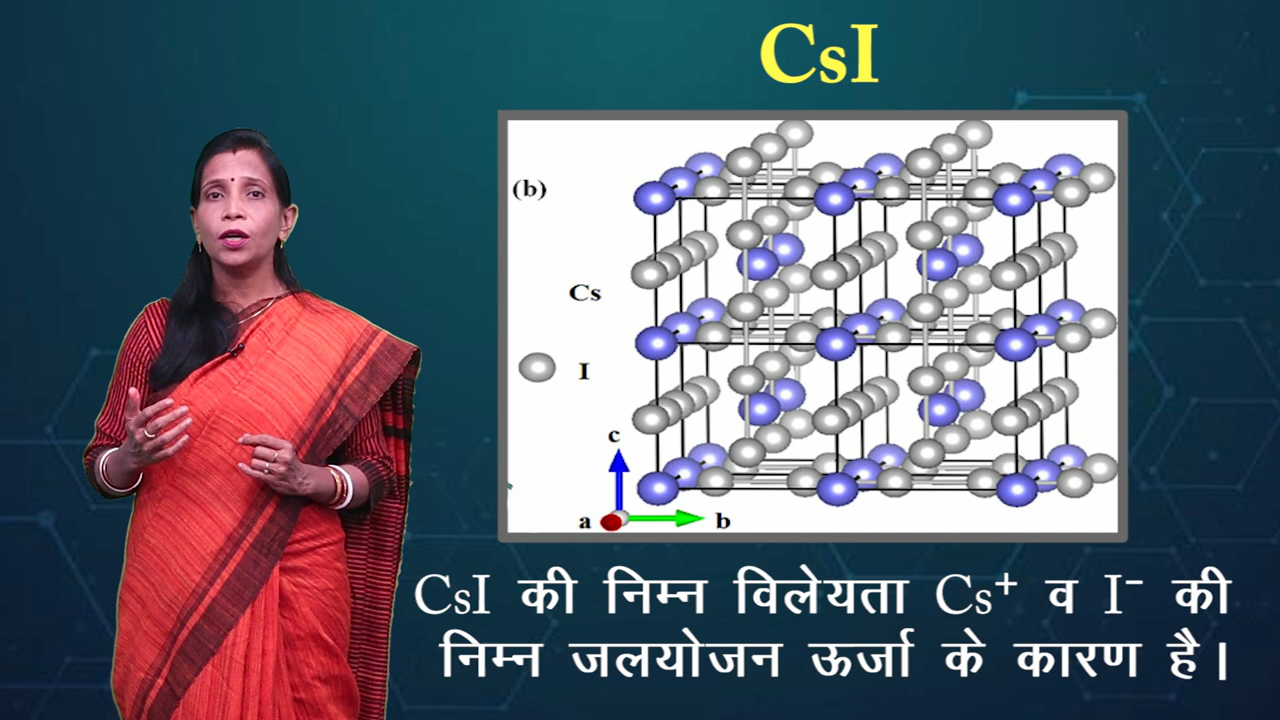 CsI
(b)
Cs
I
c
a
b
CsI की निम्न विलेयता Cs⁺ व I⁻ की
निम्न जलयोजन ऊर्जा के कारण है।